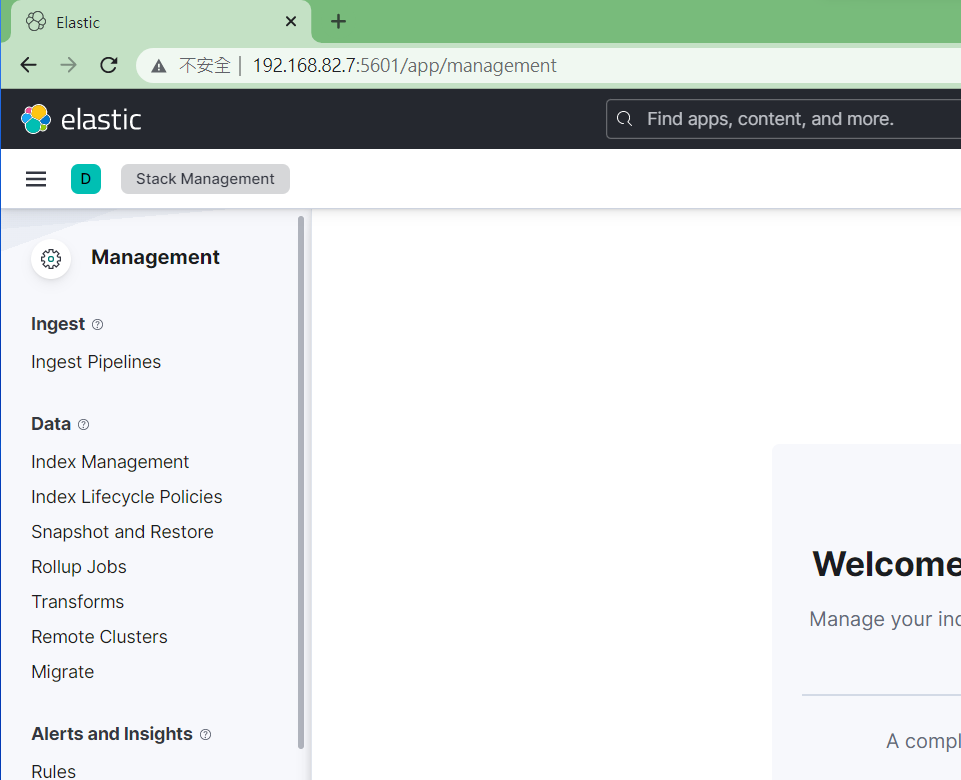 Elastic
不安全 192.168.82.7:5601/app/management
elastic
Find apps, content, and more.
D
Stack Management
Management
Ingest
Ingest Pipelines
Data
Index Management
Index Lifecycle Policies
Snapshot and Restore
Rollup Jobs
Transforms
Remote Clusters
Migrate
Alerts and Insights
Rules
Welcome
Manage your
A compl